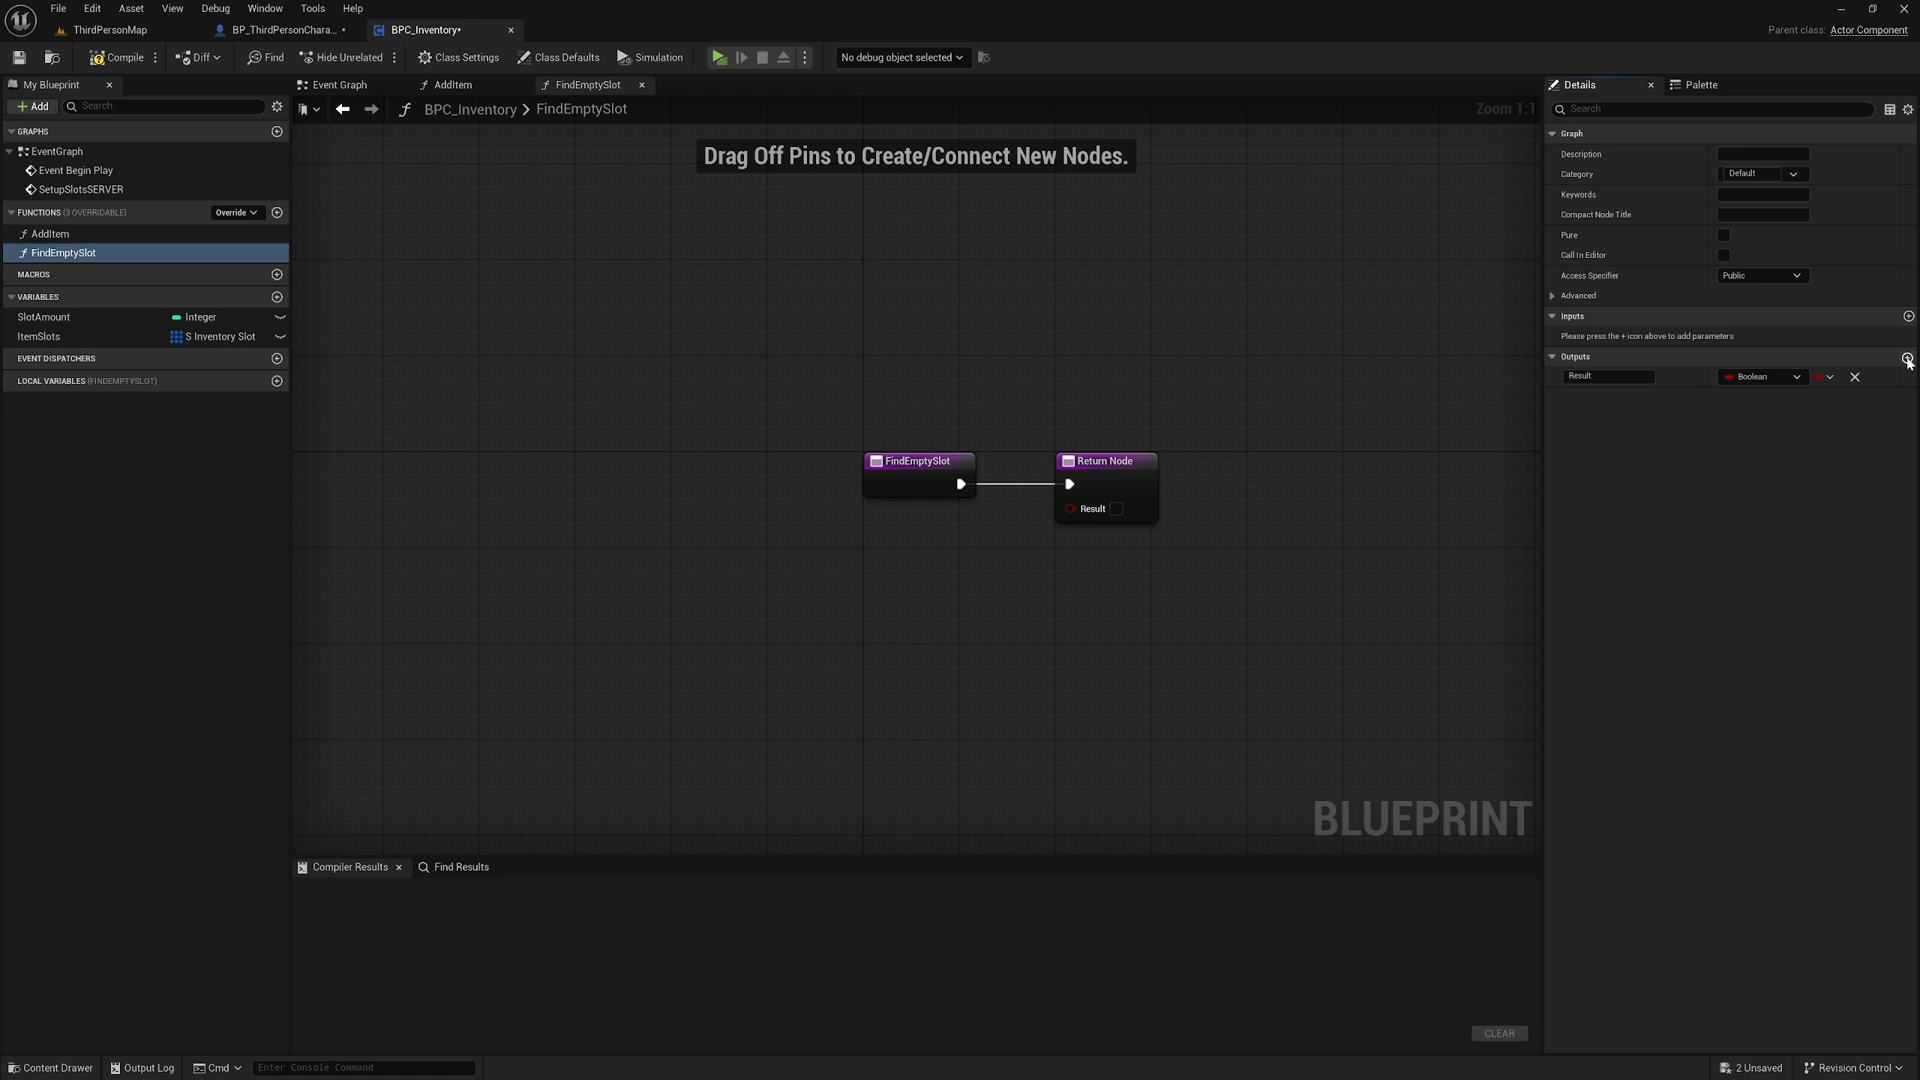 File Edit Asset View Debug Window Tools Help
ThirdPersonMap BP_ThirdPersonChara... • BPC_Inventory•
Parent class: Actor Component
Compile Diff Find Hide Unrelated Class Settings Class Defaults Simulation No debug object selected
My Blueprint Event Graph AddItem FindEmptySlot Details Palette
Add Search BPC_Inventory > FindEmptySlot Zoom 1:1 Search
GRAPHS
EventGraph
Event Begin Play
SetupSlotsSERVER
FUNCTIONS (3 OVERRIDABLE) Override
AddItem
FindEmptySlot
MACROS
VARIABLES
SlotAmount Integer
ItemSlots S Inventory Slot
EVENT DISPATCHERS
LOCAL VARIABLES (FINDEMPTYSLOT)
Drag Off Pins to Create/Connect New Nodes.
FindEmptySlot
Return Node
Result
BLUEPRINT
Graph
Description
Category Default
Keywords
Compact Node Title
Pure
Call In Editor
Access Specifier Public
Advanced
Inputs
Please press the + icon above to add parameters
Outputs
Result Boolean
Compiler Results Find Results
CLEAR
Content Drawer Output Log Cmd Enter Console Command 2 Unsaved Revision Control